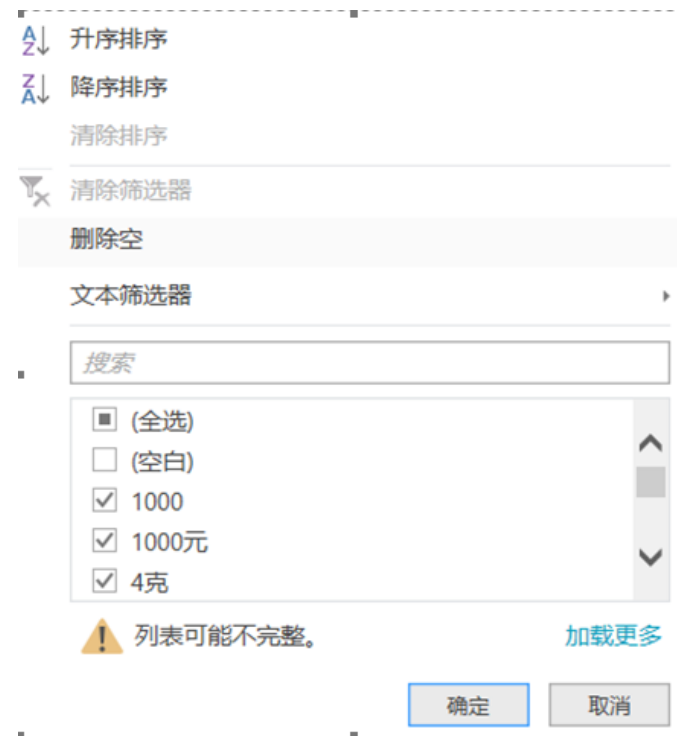 升序排序
降序排序
清除排序
清除筛选器
删除空
文本筛选器
搜索
(全选)
(空白)
1000
1000元
4克
列表可能不完整。 加载更多
确定 取消